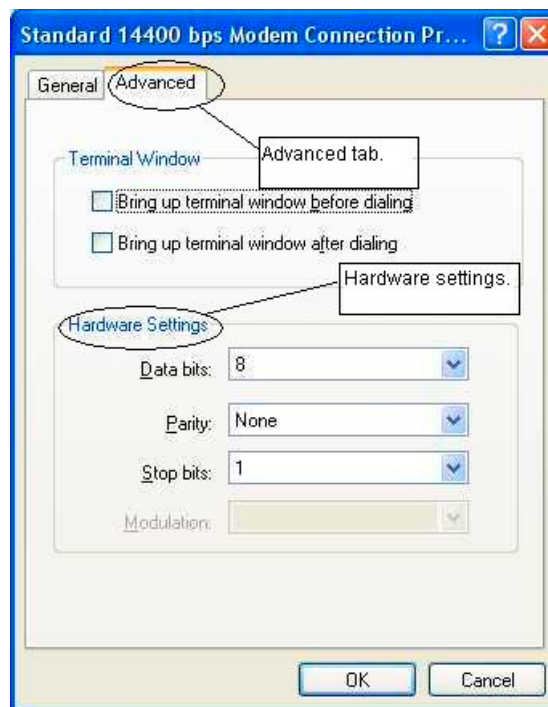 Standard 14400 bps Modem Connection Pr... ?
General Advanced
Advanced tab.
Terminal Window
Bring up terminal window before dialing
Bring up terminal window after dialing
Hardware settings.
Hardware Settings
Data bits: 8
Parity: None
Stop bits: 1
Modulation:
OK Cancel